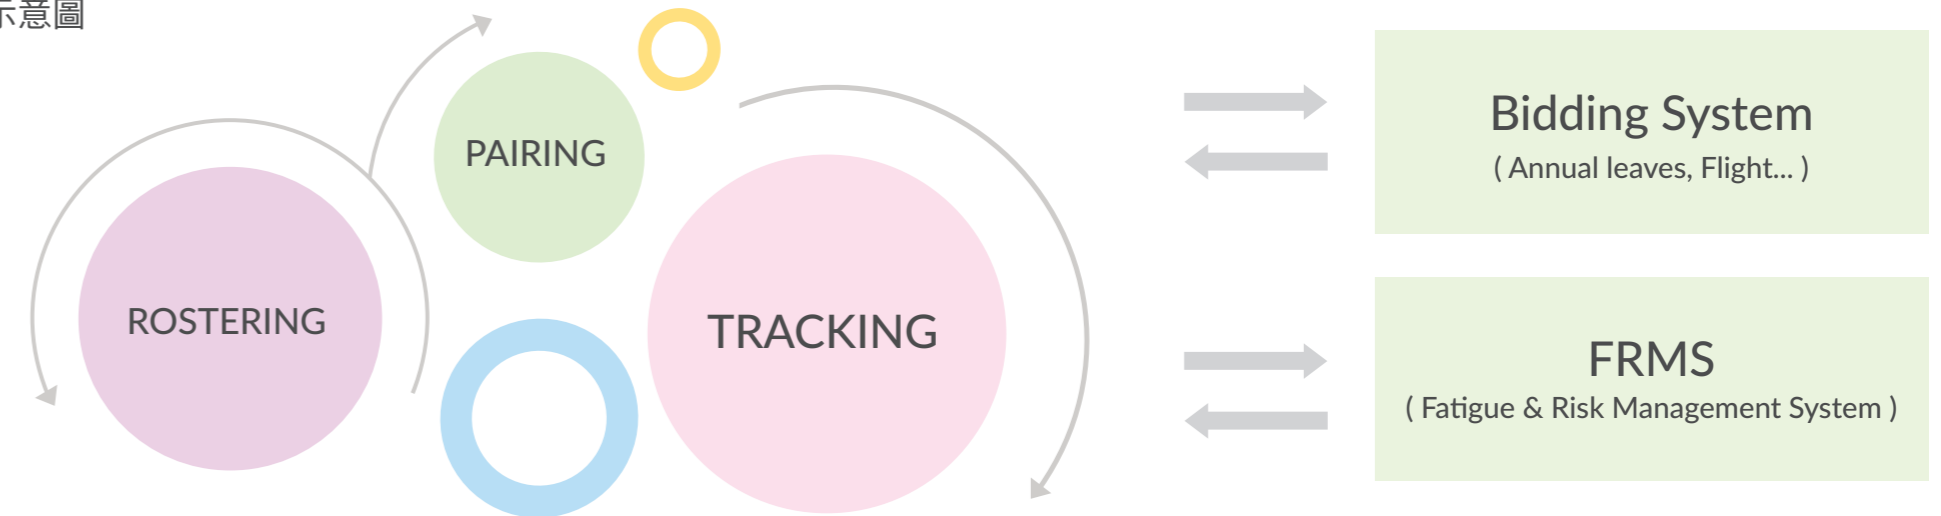 示意圖
PAIRING
ROSTERING
TRACKING
Bidding System
( Annual leaves, Flight... )
FRMS
( Fatigue & Risk Management System )